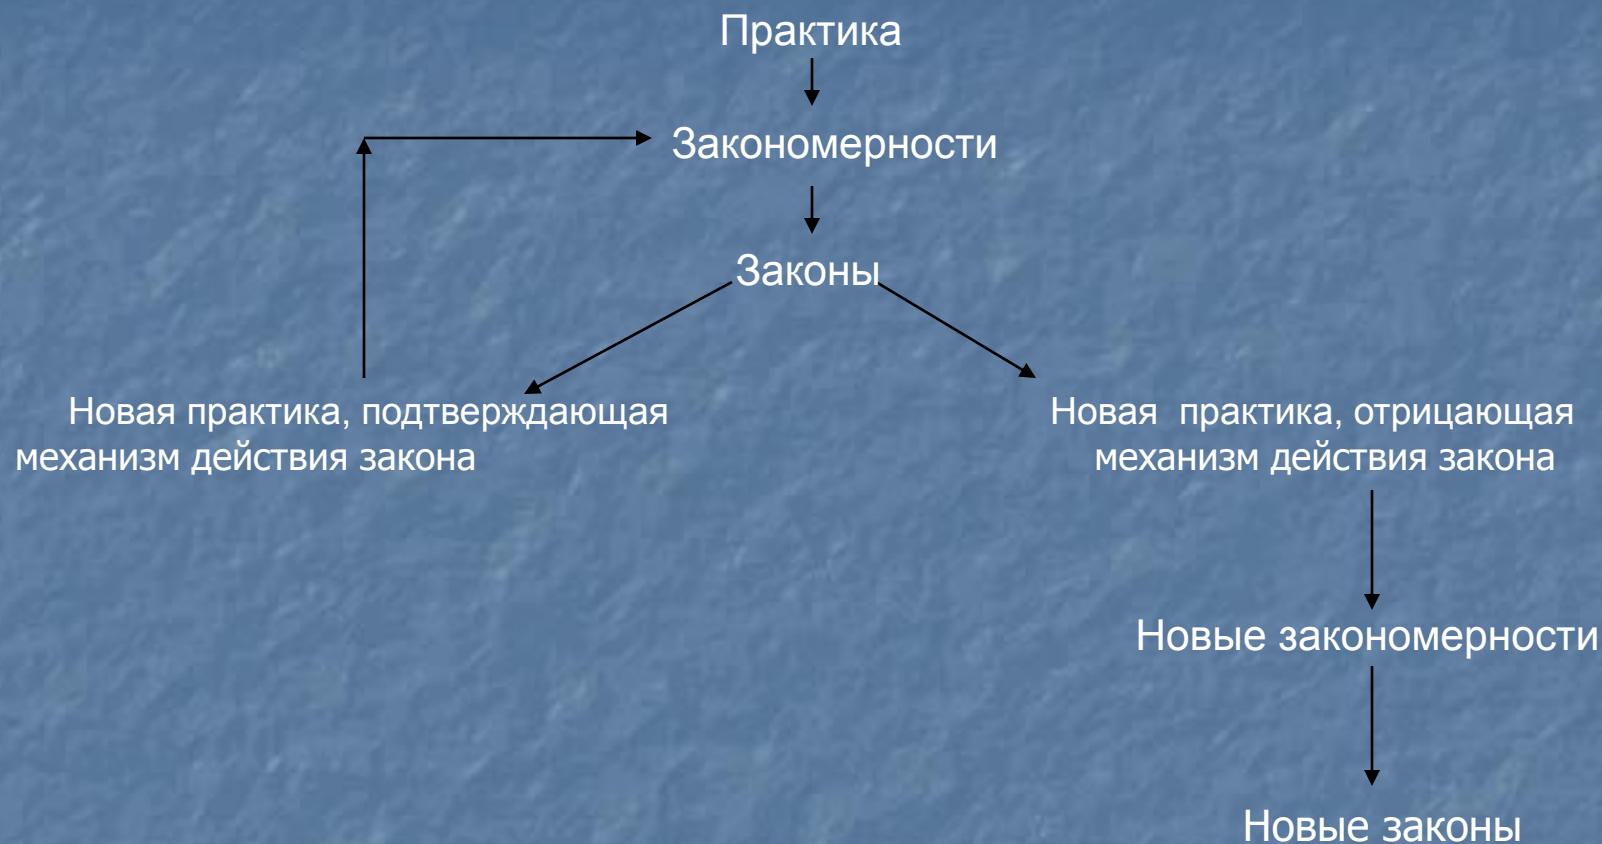 Практика
Закономерности
Законы
Новая практика, подтверждающая
механизм действия закона
Новая практика, отрицающая
механизм действия закона
Новые закономерности
Новые законы